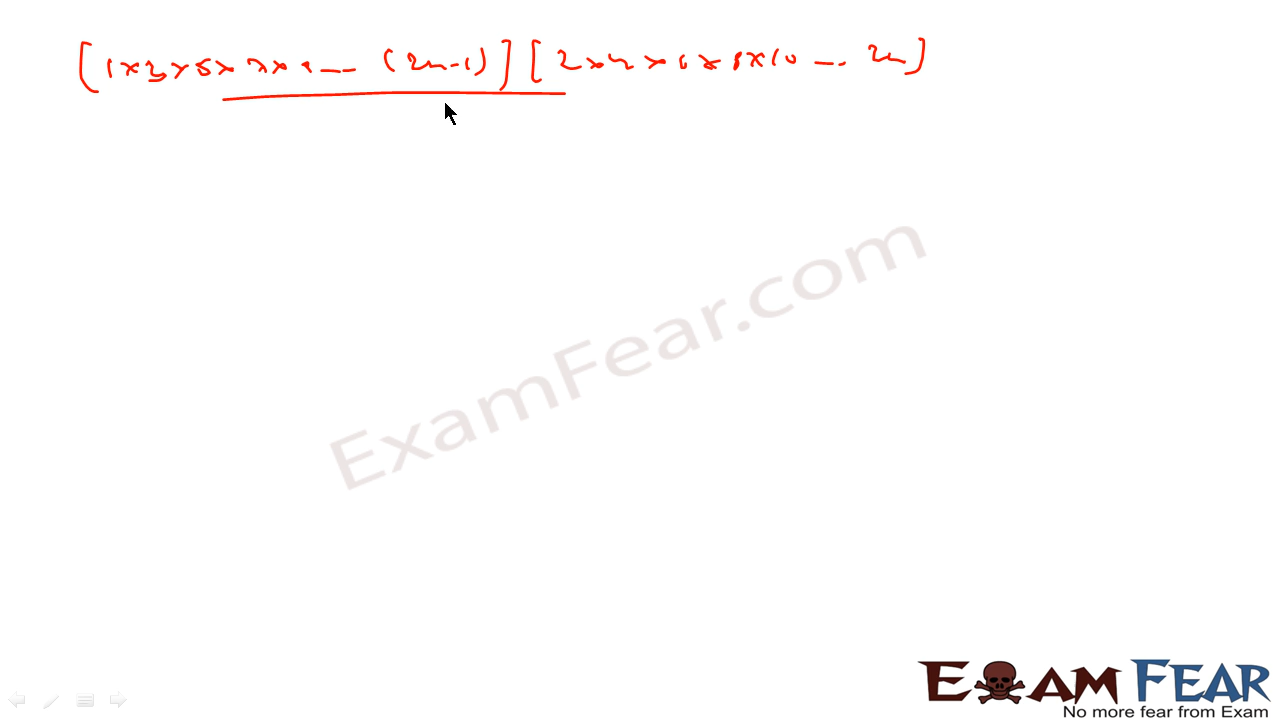 [1×3×5×7×9 ... (2n-1)] [2×4×6×8×10 ... 2n]
ExamFear.com
EXAM FEAR
No more fear from Exam